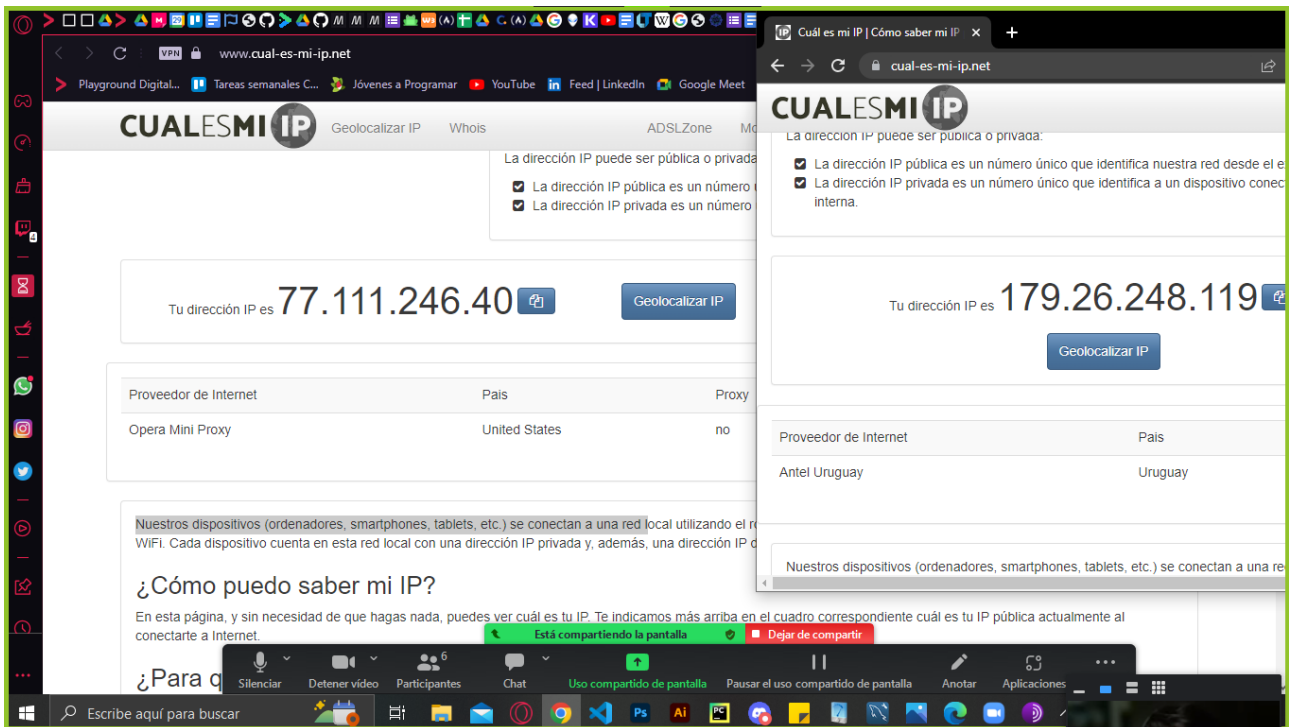 VPN www.cual-es-mi-ip.net
Playground Digital... Tareas semanales C... Jóvenes a Programar YouTube Feed | LinkedIn Google Meet
CUALESMI IP Geolocalizar IP Whois ADSLZone
La dirección IP puede ser pública o privada
La dirección IP pública es un número
La dirección IP privada es un número
Tu dirección IP es 77.111.246.40 Geolocalizar IP
Proveedor de Internet Pais Proxy
Opera Mini Proxy United States no
Nuestros dispositivos (ordenadores, smartphones, tablets, etc.) se conectan a una red local utilizando el
WiFi. Cada dispositivo cuenta en esta red local con una dirección IP privada y, además, una dirección IP
¿Cómo puedo saber mi IP?
En esta página, y sin necesidad de que hagas nada, puedes ver cuál es tu IP. Te indicamos más arriba en el cuadro correspondiente cuál es tu IP pública actualmente al
conectarte a Internet.
¿Para
IP Cuál es mi IP | Cómo saber mi IP
cual-es-mi-ip.net
CUALESMI IP
La dirección IP puede ser pública o privada:
La dirección IP pública es un número único que identifica nuestra red desde el
La dirección IP privada es un número único que identifica a un dispositivo
interna.
Tu dirección IP es 179.26.248.119
Geolocalizar IP
Proveedor de Internet Pais
Antel Uruguay Uruguay
Nuestros dispositivos (ordenadores, smartphones, tablets, etc.) se conectan a una
Está compartiendo la pantalla Dejar de compartir
6
Silenciar Detener vídeo Participantes Chat Uso compartido de pantalla Pausar el uso compartido de pantalla Anotar Aplicaciones
Escribe aquí para buscar Ps Ai PC
4